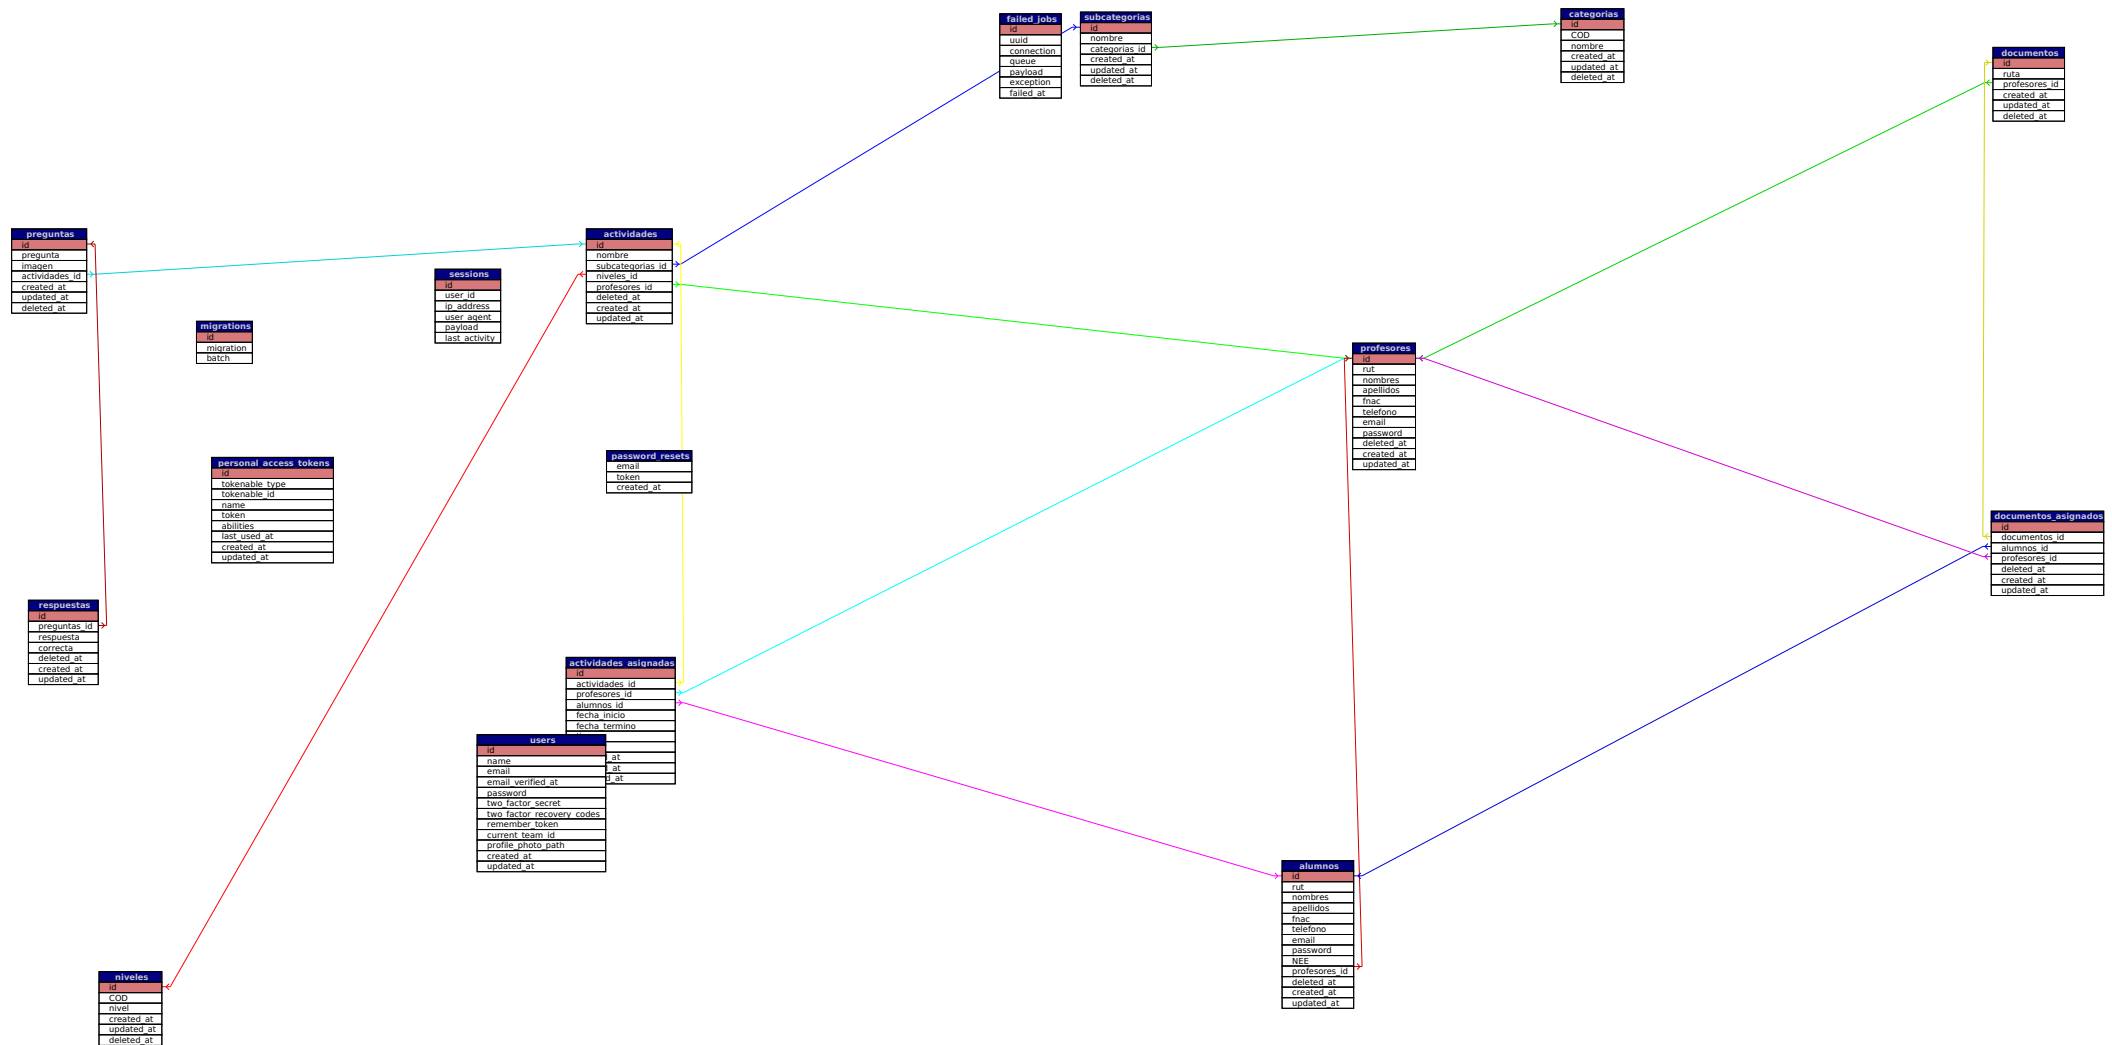 failed_jobs
id
uuid
connection
queue
payload
exception
failed_at
subcategorias
id
nombre
categorias_id
created_at
updated_at
deleted_at
categorias
id
COD
nombre
created_at
updated_at
deleted_at
documentos
id
ruta
profesores_id
created_at
updated_at
deleted_at
preguntas
id
pregunta
imagen
actividades_id
created_at
updated_at
deleted_at
migrations
id
migration
batch
sessions
id
user_id
ip_address
user_agent
payload
last_activity
actividades
id
nombre
subcategorias_id
niveles_id
profesores_id
deleted_at
created_at
updated_at
profesores
id
rut
nombres
apellidos
fnac
telefono
email
password
deleted_at
created_at
updated_at
personal_access_tokens
id
tokenable_type
tokenable_id
name
token
abilities
last_used_at
created_at
updated_at
password_resets
email
token
created_at
documentos_asignados
id
documentos_id
alumnos_id
profesores_id
deleted_at
created_at
updated_at
respuestas
id
preguntas_id
respuesta
correcta
deleted_at
created_at
updated_at
actividades_asignadas
id
actividades_id
profesores_id
alumnos_id
fecha_inicio
fecha_termino
users
id
name
email
email_verified_at
password
two_factor_secret
two_factor_recovery_codes
remember_token
current_team_id
profile_photo_path
created_at
updated_at
alumnos
id
rut
nombres
apellidos
fnac
telefono
email
password
NEE
profesores_id
deleted_at
created_at
updated_at
niveles
id
COD
nivel
created_at
updated_at
deleted_at